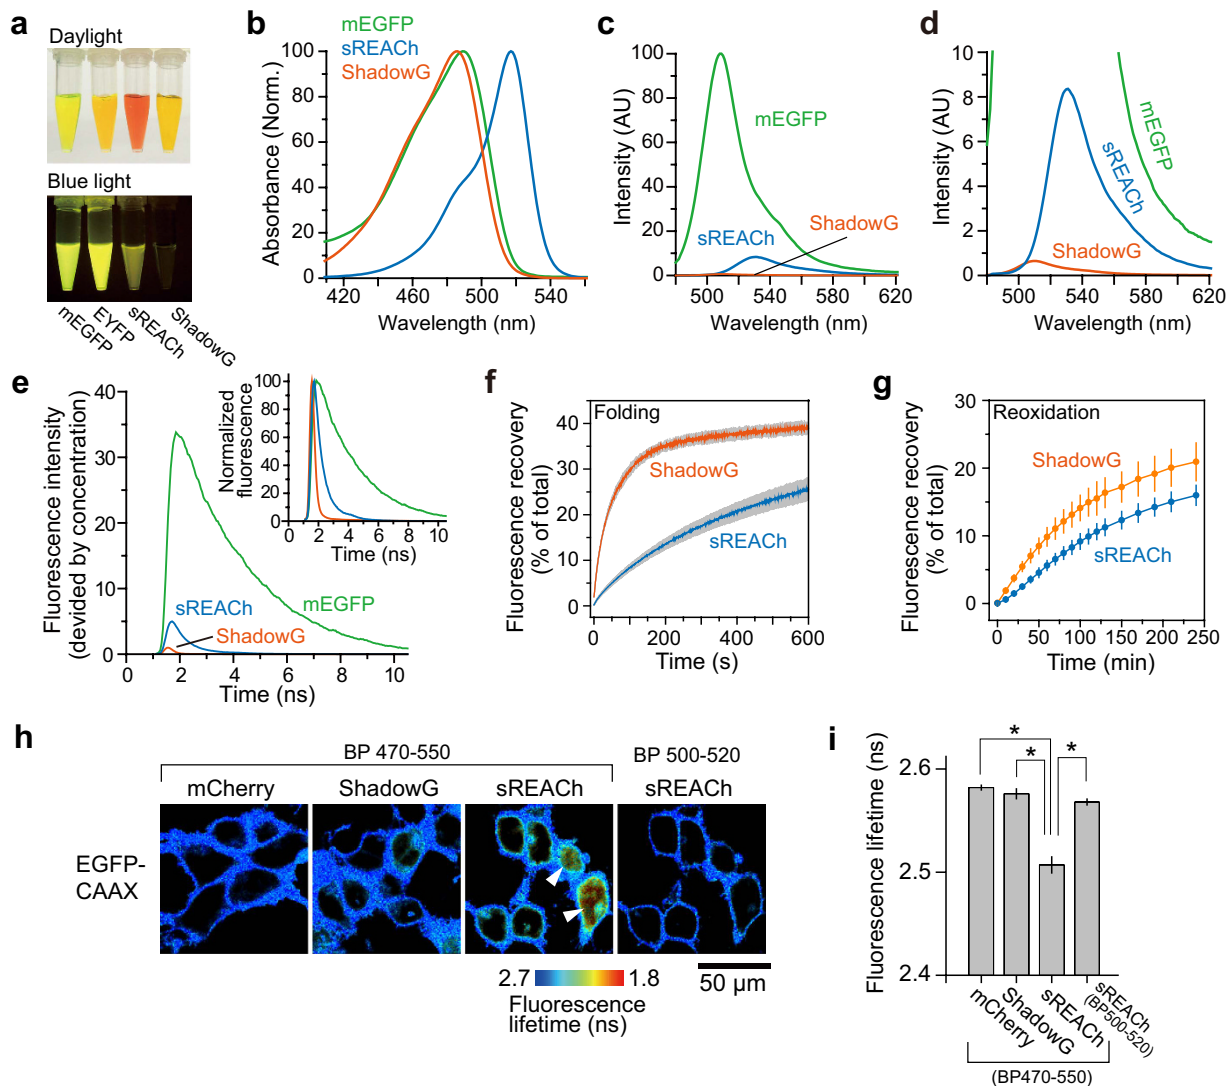 a
Daylight
Blue light
mEGFP
EYFP
sREACh
ShadowG
b
mEGFP
sREACh
ShadowG
Absorbance (Norm.)
100
80
60
40
20
0
420 460 500 540
Wavelength (nm)
c
Intensity (AU)
100
80
60
40
20
0
mEGFP
sREACh
ShadowG
500 540 580 620
Wavelength (nm)
d
Intensity (AU)
10
8
6
4
2
0
mEGFP
sREACh
ShadowG
500 540 580 620
Wavelength (nm)
e
Fluorescence intensity
(devided by concentration)
40
30
20
10
0
sREACh
ShadowG
mEGFP
0 2 4 6 8 10
Time (ns)
Normalized
fluorescence
100
80
60
40
20
0
0 2 4 6 8 10
Time (ns)
f
Folding
Fluorescence recovery
(% of total)
40
30
20
10
0
ShadowG
sREACh
0 200 400 600
Time (s)
g
Reoxidation
Fluorescence recovery
(% of total)
30
20
10
0
ShadowG
sREACh
0 50 100 150 200 250
Time (min)
h
BP 470-550
BP 500-520
mCherry ShadowG sREACh sREACh
EGFP-
CAAX
2.7 1.8
Fluorescence
lifetime (ns)
50 μm
i
Fluorescence lifetime (ns)
2.6
2.5
2.4
*
* *
mCherry
ShadowG
sREACh
sREACh
(BP500-520)
(BP470-550)